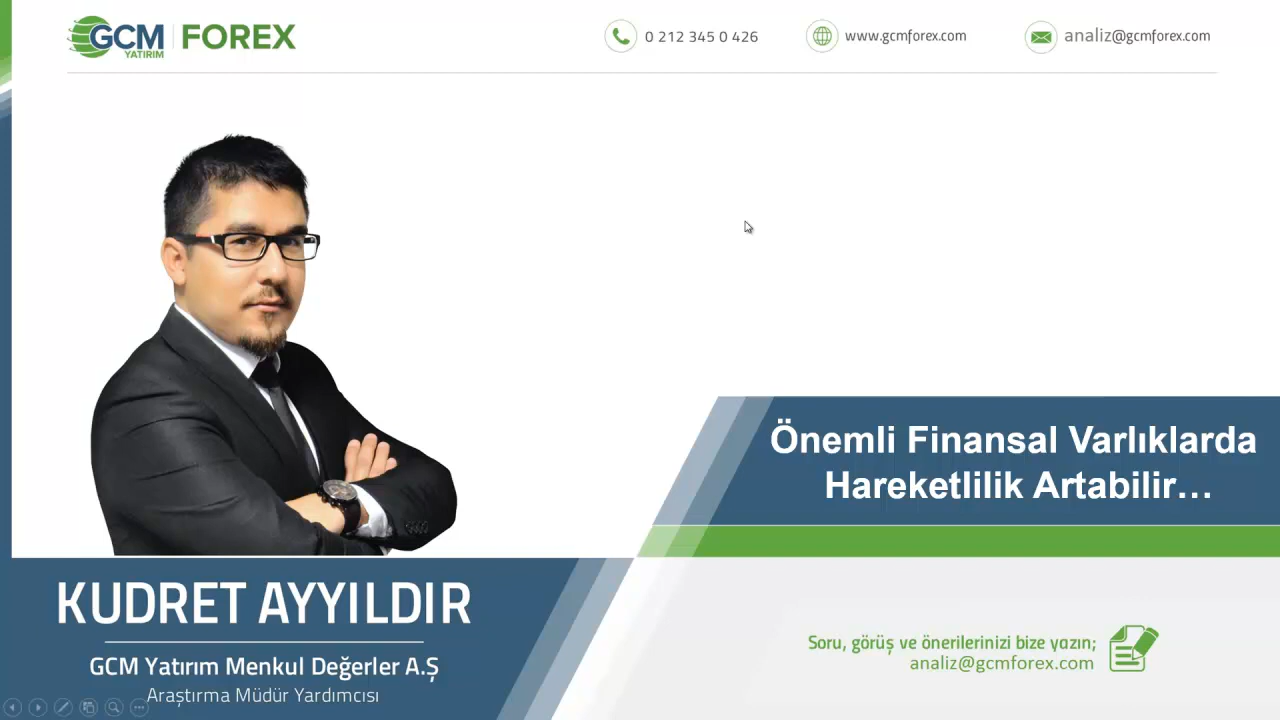 GCM YATIRIM FOREX
0 212 345 0 426
www.gcmforex.com
analiz@gcmforex.com
Önemli Finansal Varlıklarda
Hareketlilik Artabilir…
KUDRET AYYILDIR
GCM Yatırım Menkul Değerler A.Ş
Araştırma Müdür Yardımcısı
Soru, görüş ve önerilerinizi bize yazın;
analiz@gcmforex.com